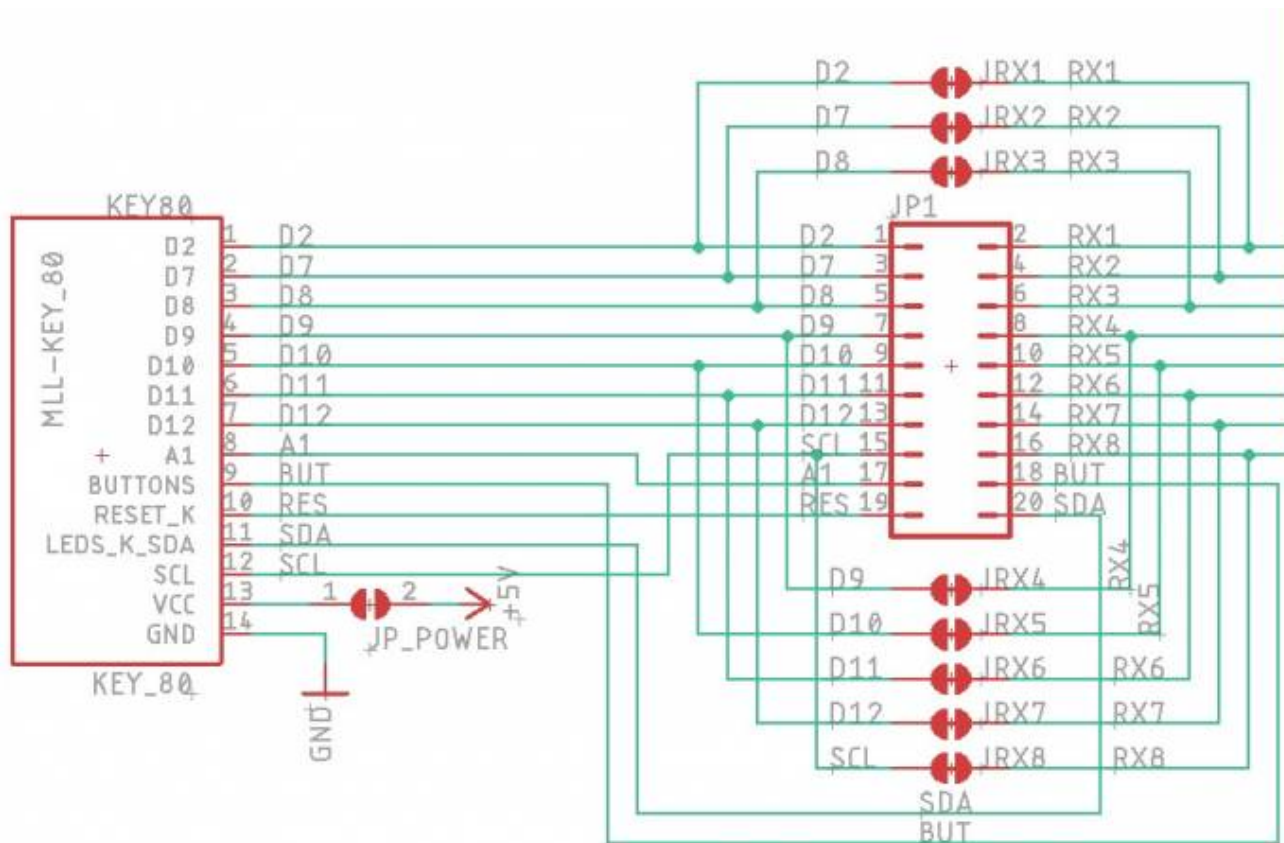 D2 JRX1 RX1
D7 JRX2 RX2
D8 JRX3 RX3
KEY80 JP1
D2 1 D2 D2 1 2 RX1
D7 2 D7 D7 3 4 RX2
D8 3 D8 D8 5 6 RX3
D9 4 D9 D9 7 8 RX4
D10 5 D10 D10 9 10 RX5
D11 6 D11 D11 11 12 RX6
D12 7 D12 D12 13 14 RX7
A1 8 A1 SCL 15 16 RX8
BUTTONS 9 BUT A1 17 18 BUT
RESET_K 10 RES RES 19 20 SDA
LEDS_K_SDA 11 SDA
SCL 12 SCL
VCC 13 1 2 +5V
GND 14 JP_POWER
MLL-KEY_80
KEY_80
GND
D9 JRX4 RX4
D10 JRX5 RX5
D11 JRX6 RX6
D12 JRX7 RX7
SCL JRX8 RX8
SDA
BUT